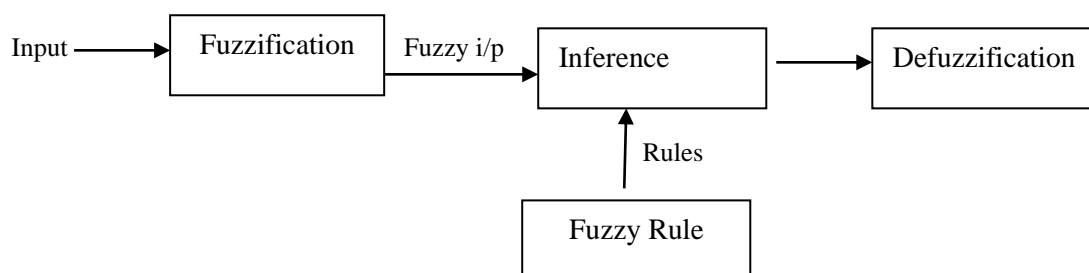 Input
Fuzzification
Fuzzy i/p
Inference
Defuzzification
Rules
Fuzzy Rule